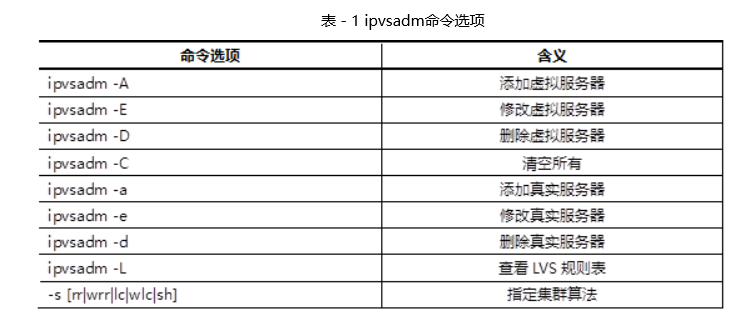 表 - 1 ipvsadm命令选项
命令选项 含义
ipvsadm -A 添加虚拟服务器
ipvsadm -E 修改虚拟服务器
ipvsadm -D 删除虚拟服务器
ipvsadm -C 清空所有
ipvsadm -a 添加真实服务器
ipvsadm -e 修改真实服务器
ipvsadm -d 删除真实服务器
ipvsadm -L 查看 LVS 规则表
-s [rr|wrr|lc|wlc|sh] 指定集群算法